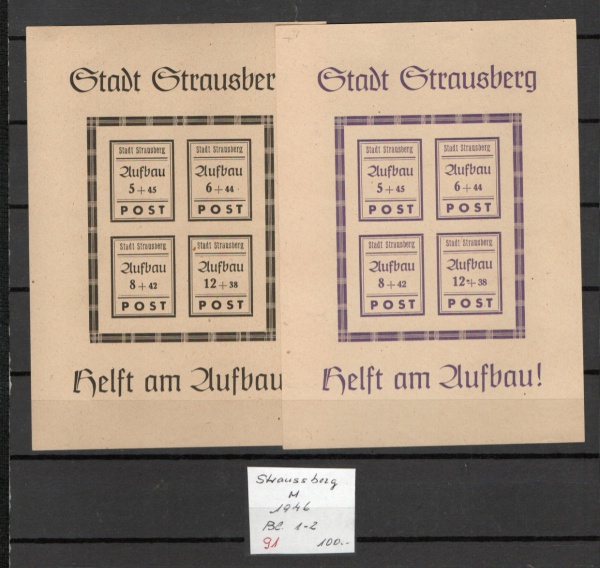 Stadt Strausber
Stadt Strausberg
Aufbau
5+45
POST
Stadt Strausberg
Aufbau
6+44
POST
Stadt Strausberg
Aufbau
8+42
POST
Stadt Strausberg
Aufbau
12+38
POST
Helft am Aufbau
Stadt Strausberg
Stadt Strausberg
Aufbau
5+45
POST
Stadt Strausberg
Aufbau
6+44
POST
Stadt Strausberg
Aufbau
8+42
POST
Stadt Strausberg
Aufbau
12+38
POST
Helft am Aufbau!
Straussberg
M
1946
BL 1-2
91 100.-